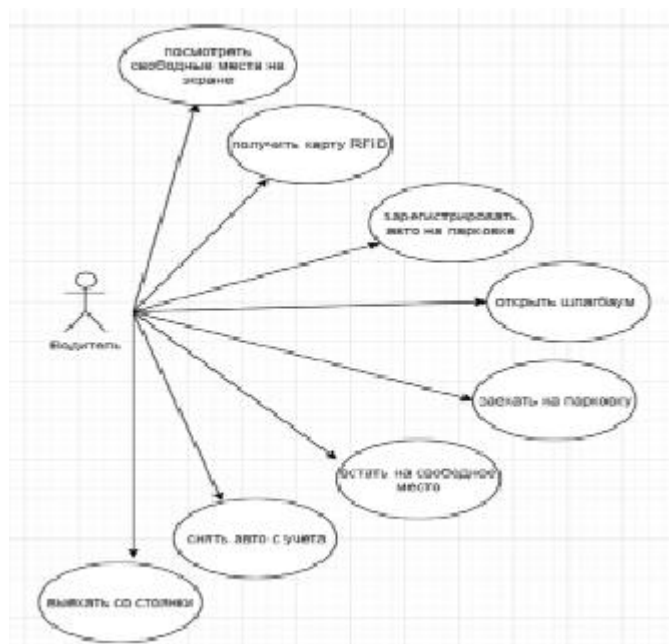 посмотреть
свободные места на
экране
получить карту RFID
зарегистрировать
авто на парковке
открыть шлагбаум
Водитель
заехать на парковку
встать на свободное
место
снять авто с учета
выехать со стоянки